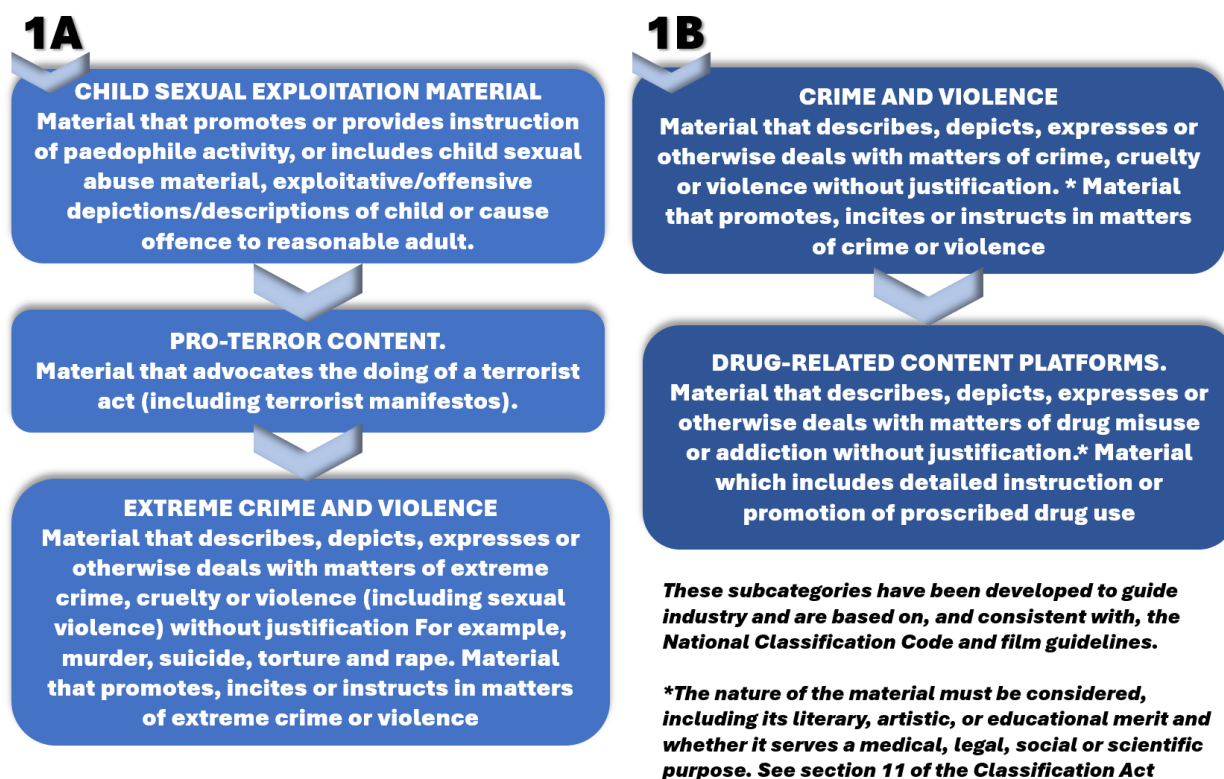 1A
CHILD SEXUAL EXPLOITATION MATERIAL
Material that promotes or provides instruction
of paedophile activity, or includes child sexual
abuse material, exploitative/offensive
depictions/descriptions of child or cause
offence to reasonable adult.
PRO-TERROR CONTENT.
Material that advocates the doing of a terrorist
act (including terrorist manifestos).
EXTREME CRIME AND VIOLENCE
Material that describes, depicts, expresses or
otherwise deals with matters of extreme
crime, cruelty or violence (including sexual
violence) without justification For example,
murder, suicide, torture and rape. Material
that promotes, incites or instructs in matters
of extreme crime or violence
1B
CRIME AND VIOLENCE
Material that describes, depicts, expresses or
otherwise deals with matters of crime, cruelty
or violence without justification. * Material
that promotes, incites or instructs in matters
of crime or violence
DRUG-RELATED CONTENT PLATFORMS.
Material that describes, depicts, expresses or
otherwise deals with matters of drug misuse
or addiction without justification.* Material
which includes detailed instruction or
promotion of proscribed drug use
These subcategories have been developed to guide
industry and are based on, and consistent with, the
National Classification Code and film guidelines.
*The nature of the material must be considered,
including its literary, artistic, or educational merit and
whether it serves a medical, legal, social or scientific
purpose. See section 11 of the Classification Act